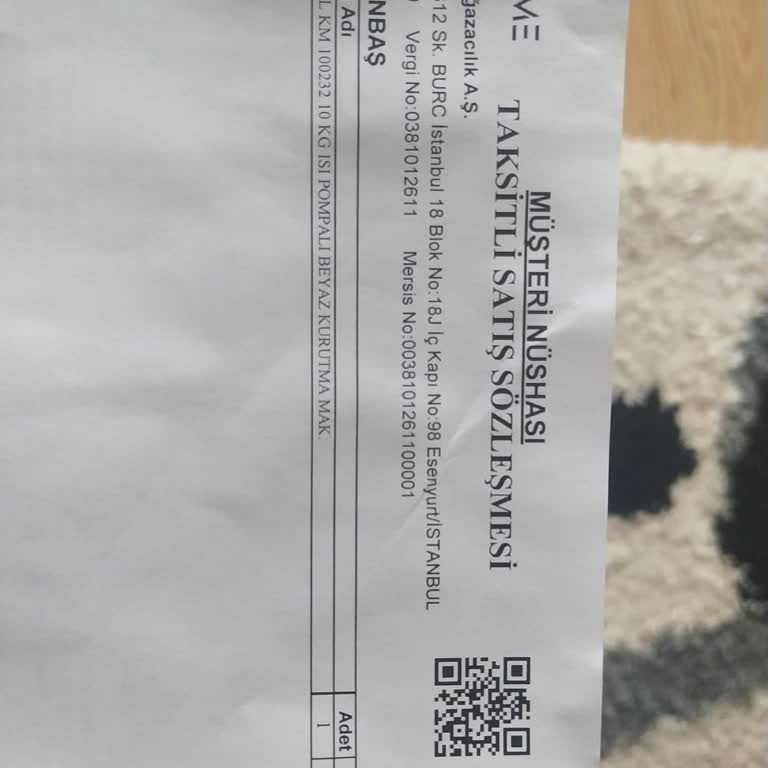 MÜŞTERİ NÜSHASI
TAKSİTLİ SATIŞ SÖZLEŞMESİ
ğazacılık A.Ş.
612 Sk. BURC İstanbul 18 Blok No:18J İç Kapı No:98 Esenyurt/İSTANBUL
Vergi No:0381012611 Mersis No:0038101261100001
NBAŞ
Adı Adet
KM 100232 10 KG ISI POMPALI BEYAZ KURUTMA MAK. 1